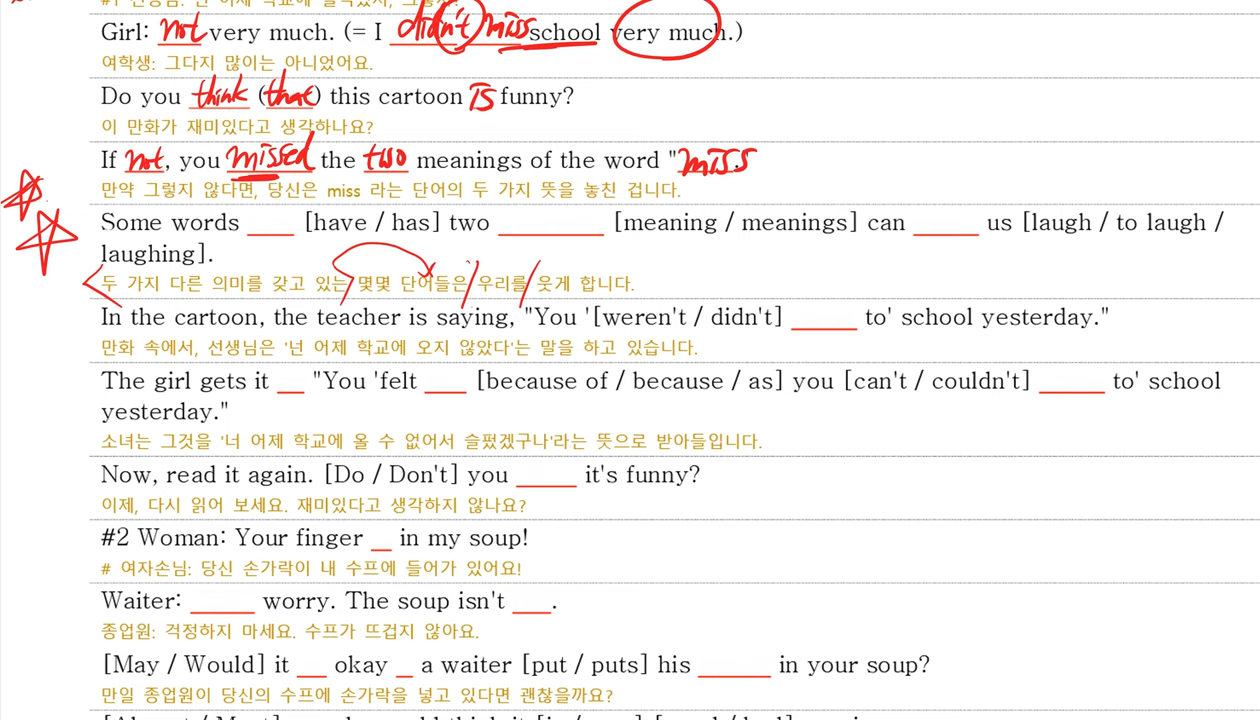 Girl: not very much. (= I didn't miss school very much.)
여학생: 그다지 많이는 아니었어요.
Do you think (that) this cartoon is funny?
이 만화가 재미있다고 생각하나요?
If not, you missed the two meanings of the word "miss
만약 그렇지 않다면, 당신은 miss 라는 단어의 두 가지 뜻을 놓친 겁니다.
Some words ____ [have / has] two ____ [meaning / meanings] can ____ us [laugh / to laugh /
laughing].
두 가지 다른 의미를 갖고 있는 몇몇 단어들은 우리를 웃게 합니다.
In the cartoon, the teacher is saying, "You '[weren't / didn't] ____ to' school yesterday."
만화 속에서, 선생님은 '넌 어제 학교에 오지 않았다'는 말을 하고 있습니다.
The girl gets it __ "You 'felt ____ [because of / because / as] you [can't / couldn't] ____ to' school
yesterday."
소녀는 그것을 '너 어제 학교에 올 수 없어서 슬펐겠구나'라는 뜻으로 받아들입니다.
Now, read it again. [Do / Don't] you ____ it's funny?
이제, 다시 읽어 보세요. 재미있다고 생각하지 않나요?
#2 Woman: Your finger __ in my soup!
# 여자손님: 당신 손가락이 내 수프에 들어가 있어요!
Waiter: ____ worry. The soup isn't ____.
종업원: 걱정하지 마세요. 수프가 뜨겁지 않아요.
[May / Would] it __ okay _ a waiter [put / puts] his ____ in your soup?
만일 종업원이 당신의 수프에 손가락을 넣고 있다면 괜찮을까요?